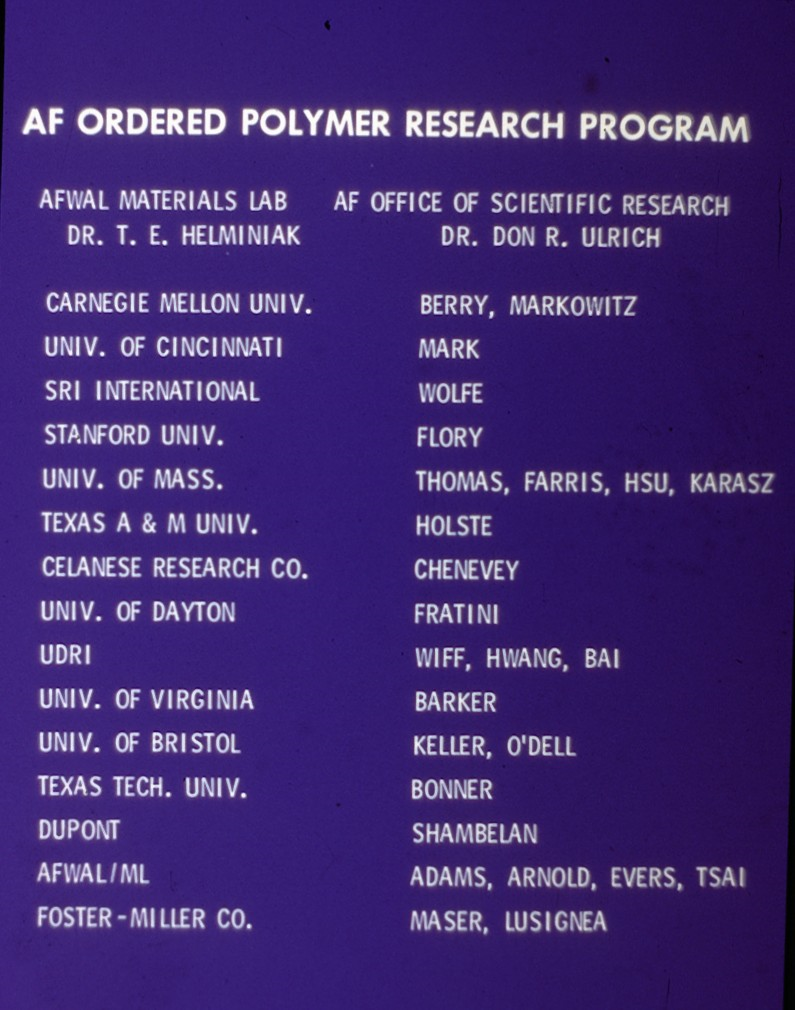 AF ORDERED POLYMER RESEARCH PROGRAM
AFWAL MATERIALS LAB AF OFFICE OF SCIENTIFIC RESEARCH
DR. T. E. HELMINIAK DR. DON R. ULRICH
CARNEGIE MELLON UNIV. BERRY, MARKOWITZ
UNIV. OF CINCINNATI MARK
SRI INTERNATIONAL WOLFE
STANFORD UNIV. FLORY
UNIV. OF MASS. THOMAS, FARRIS, HSU, KARASZ
TEXAS A & M UNIV. HOLSTE
CELANESE RESEARCH CO. CHENEVEY
UNIV. OF DAYTON FRATINI
UDRI WIFF, HWANG, BAI
UNIV. OF VIRGINIA BARKER
UNIV. OF BRISTOL KELLER, O'DELL
TEXAS TECH. UNIV. BONNER
DUPONT SHAMBELAN
AFWAL/ML ADAMS, ARNOLD, EVERS, TSAI
FOSTER-MILLER CO. MASER, LUSIGNEA